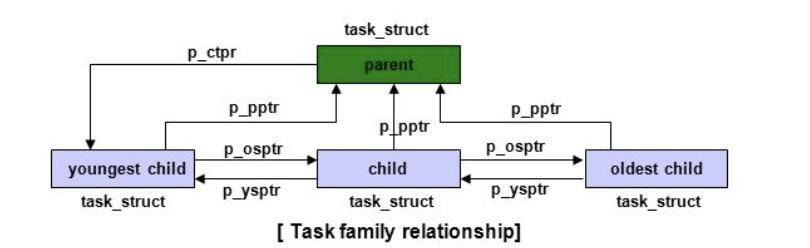 task_struct
p_ctpr
parent
p_pptr
p_pptr
p_pptr
p_osptr
p_osptr
youngest child
child
oldest child
p_ysptr
p_ysptr
task_struct
task_struct
task_struct
[ Task family relationship]